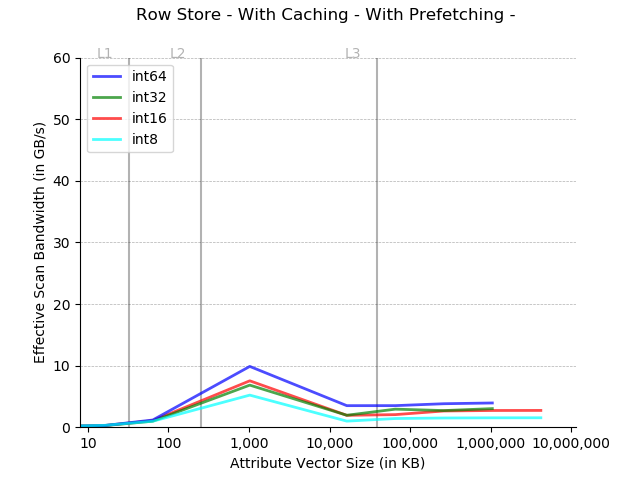 Row Store - With Caching - With Prefetching -
L1 L2 L3
60
50
40
30
20
10
0
Effective Scan Bandwidth (in GB/s)
int64
int32
int16
int8
10 100 1,000 10,000 100,000 1,000,000 10,000,000
Attribute Vector Size (in KB)